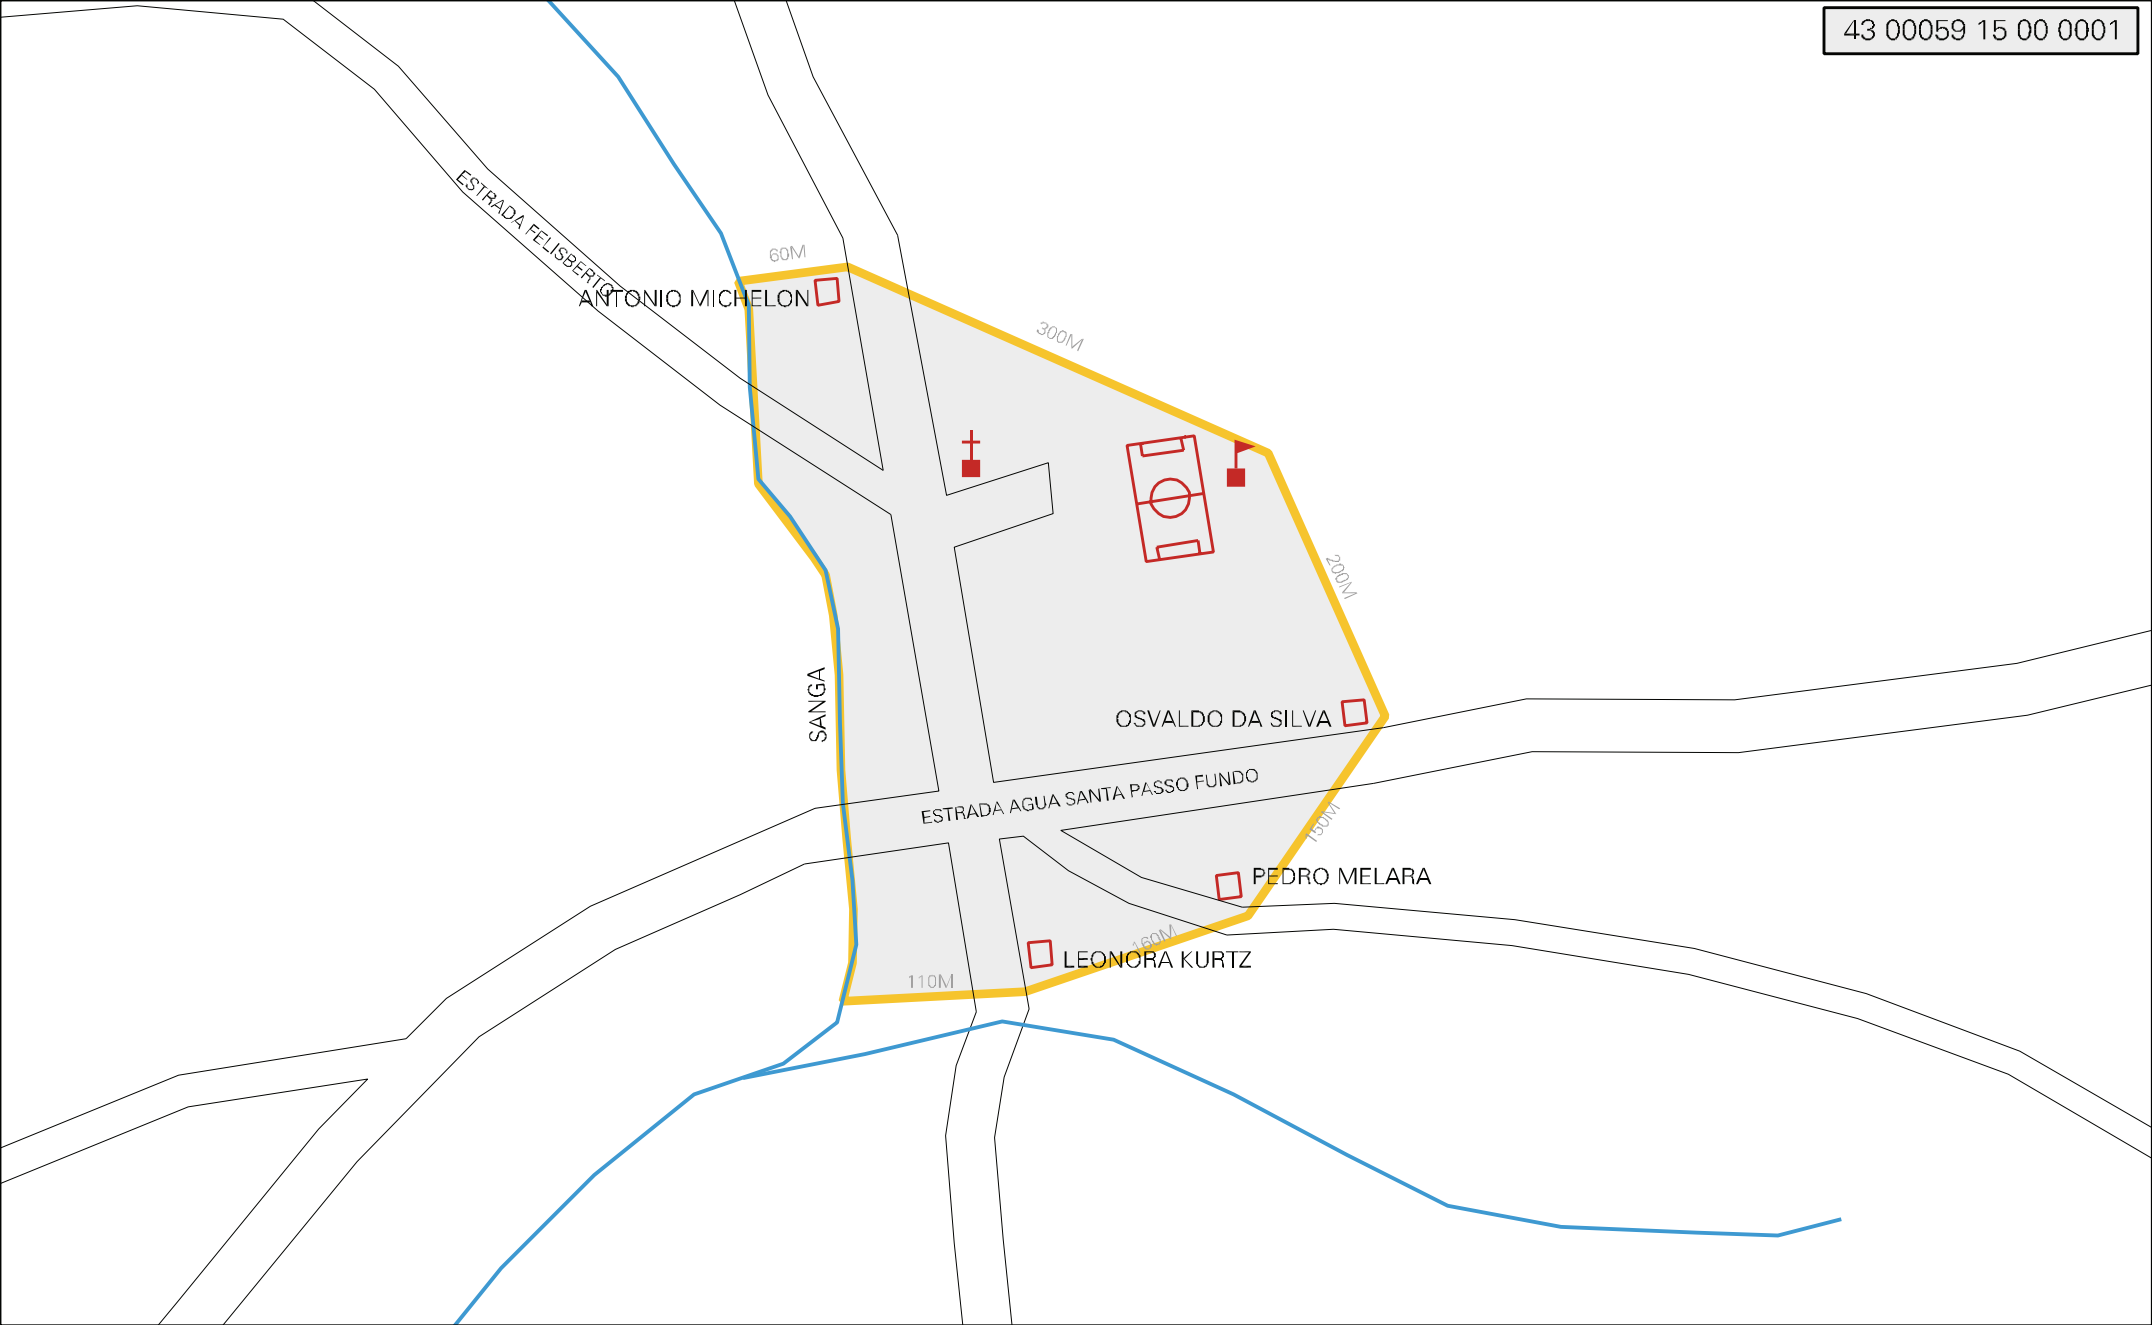 43 00059 15 00 0001
ESTRADA FELISBERTO
60M
ANTONIO MICHELON
300M
200M
SANGA
OSVALDO DA SILVA
ESTRADA AGUA SANTA PASSO FUNDO
150M
PEDRO MELARA
160M
LEONORA KURTZ
110M